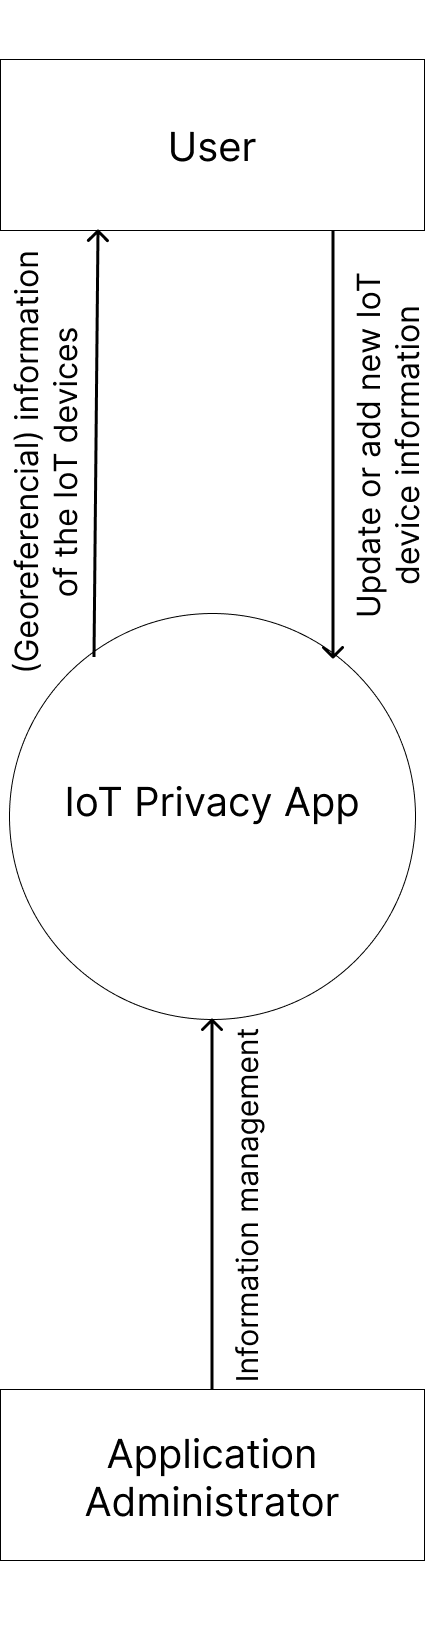 User
(Georeferencial) information
of the IoT devices
Update or add new IoT
device information
IoT Privacy App
Information management
Application
Administrator